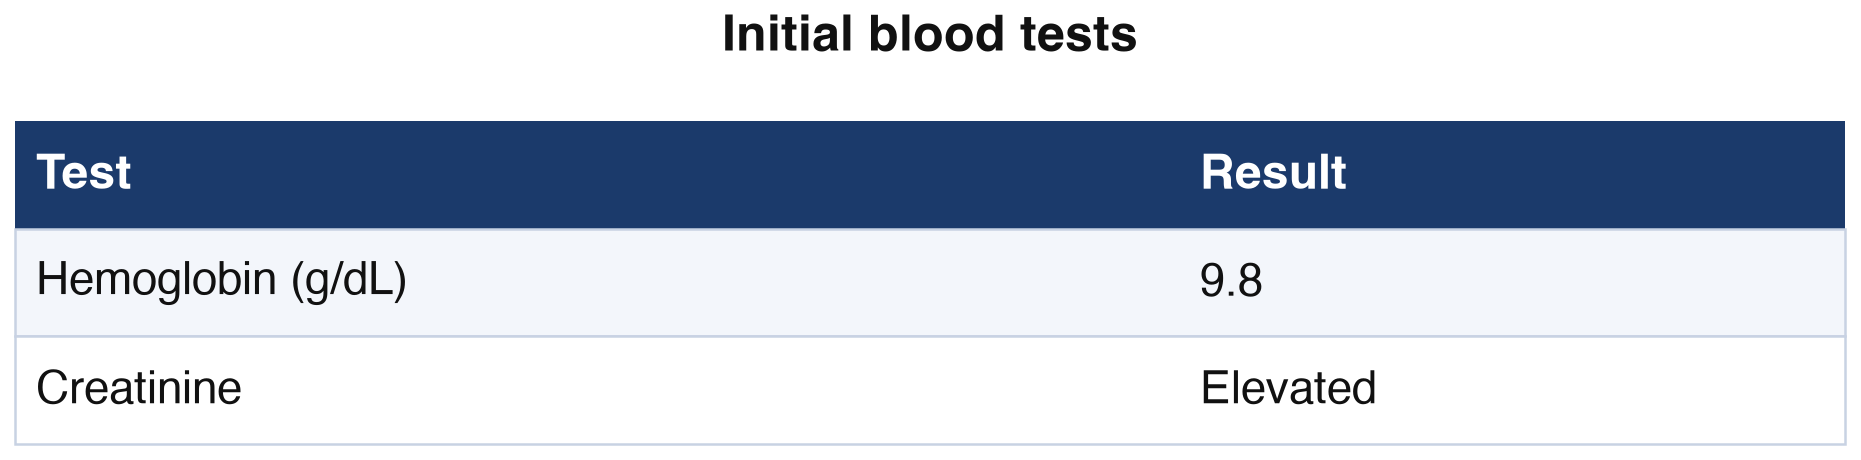 Initial blood tests
Test Result
Hemoglobin (g/dL) 9.8
Creatinine Elevated